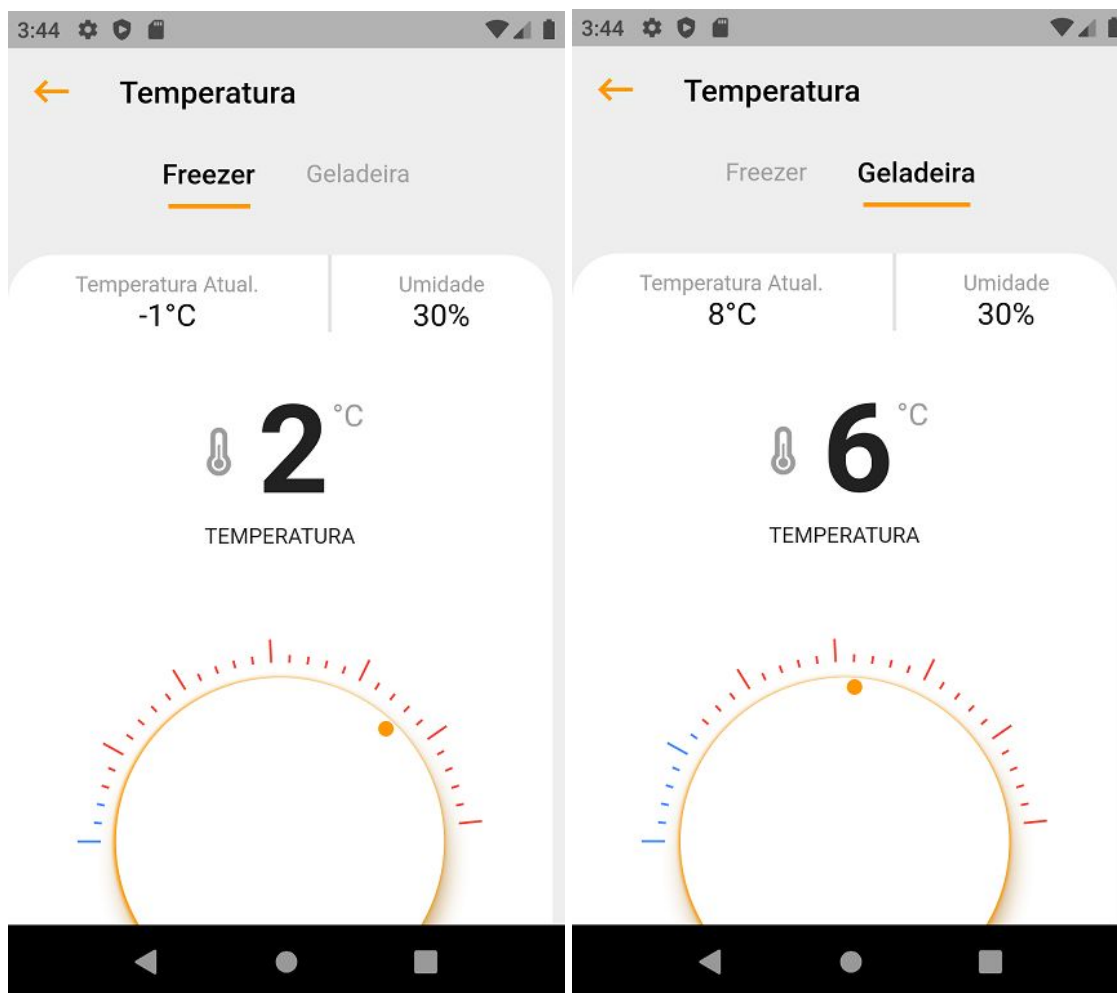 3:44
Temperatura
Freezer Geladeira
Temperatura Atual. Umidade
-1°C 30%
2 °C
TEMPERATURA
3:44
Temperatura
Freezer Geladeira
Temperatura Atual. Umidade
8°C 30%
6 °C
TEMPERATURA